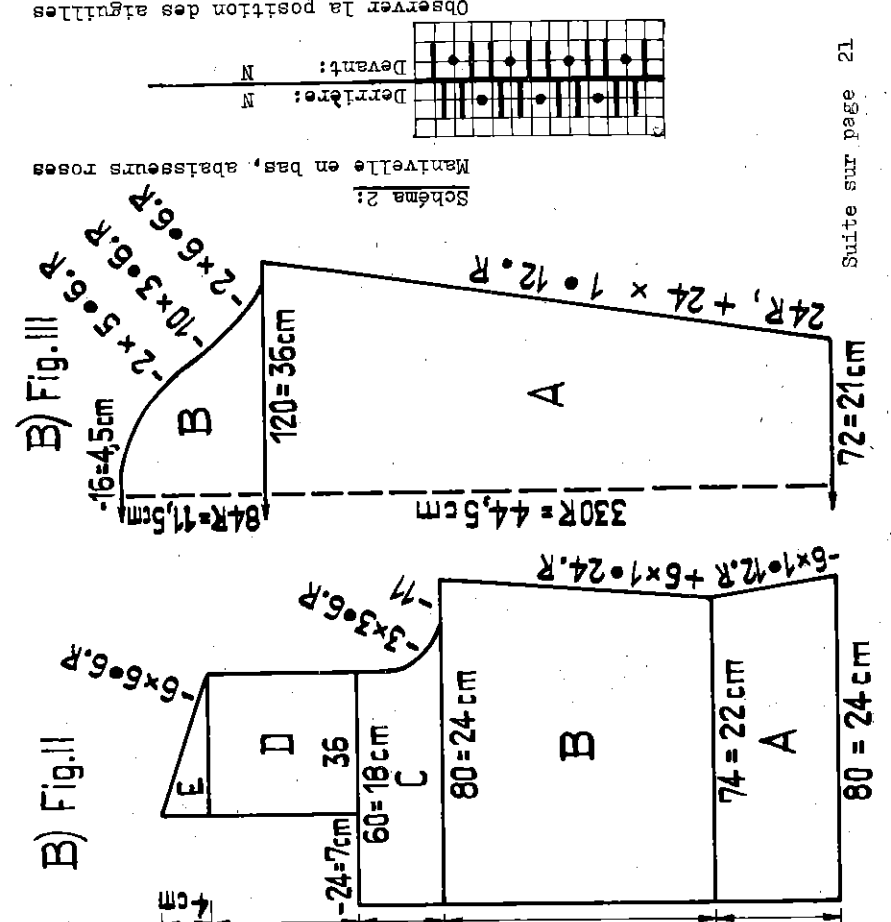 B) Fig.II
4cm
-6×6•6.R
E
D
36
-24=7cm
-3×3•6.R
-11
60=18cm
C
80=24cm
B
+6×1•24.R
74=22cm
A
-6×1•12.R
80=24cm
B) Fig.III
-16=4,5cm
-2×5•6.R
-10×3•6.R
-2×6•6.R
84R=11,5cm
B
120=36cm
330R=44,5cm
A
24R, +24 × 1•12.R
72=21cm
Schéma 2:
Manivelle en bas, abaisseurs roses
Derrière: N
Devant: N
Observer la position des aiguilles
Suite sur page 21